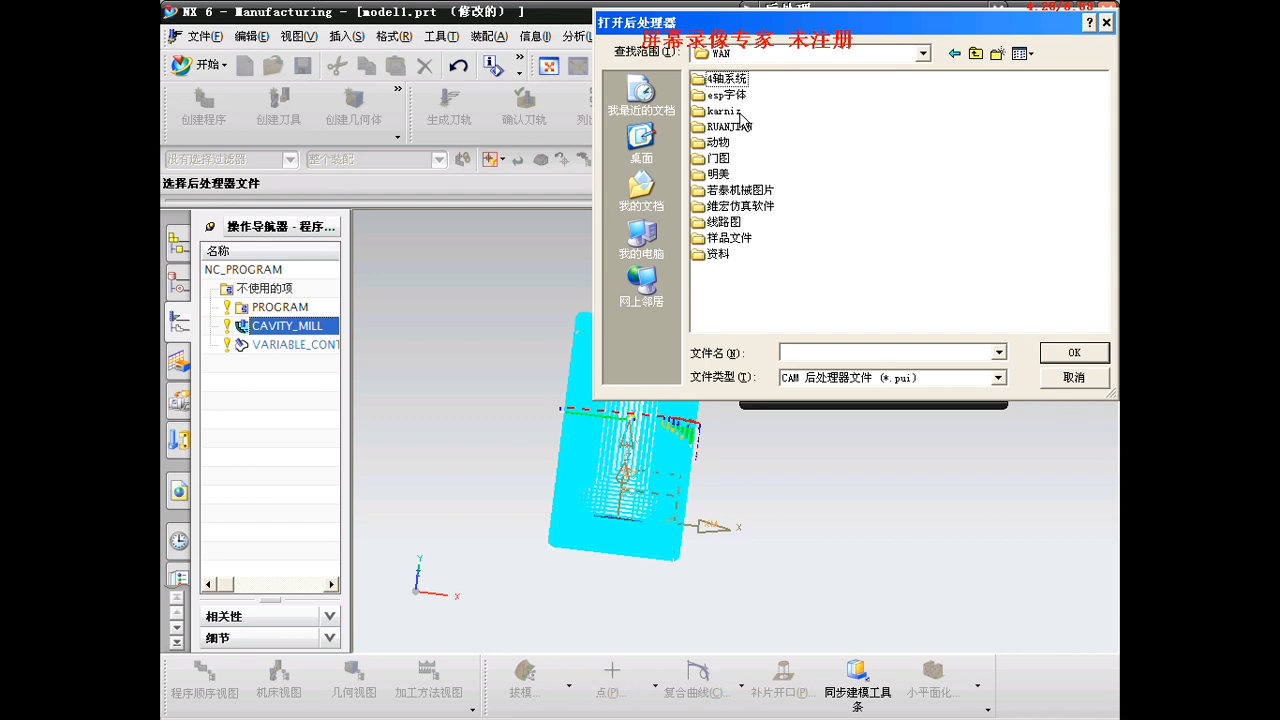 NX 6 - Manufacturing - [model1.prt （修改的） ]
后处理
4.26/8.68
文件(F) 编辑(E) 视图(V) 插入(S) 格式(R) 工具(T) 装配(A) 信息(I) 分析(
开始
创建程序 创建刀具 创建几何体 生成刀轨 确认刀轨
没有选择过滤器 整个装配
选择后处理器文件
操作导航器 - 程序...
名称
NC_PROGRAM
不使用的项
PROGRAM
CAVITY_MILL
VARIABLE_CONT
相关性
细节
打开后处理器
屏幕录像专家 未注册
查找范围(I): WAN
我最近的文档
桌面
我的文档
我的电脑
网上邻居
4轴系统
esp字体
karniz
RUANJIAN
动物
门图
明美
若泰机械图片
维宏仿真软件
线路图
样品文件
资料
文件名(N): OK
文件类型(T): CAM 后处理器文件 (*.pui) 取消
X
Y
X
程序顺序视图 机床视图 几何视图 加工方法视图 拔模... 点(P)... 复合曲线(C)... 补片开口(P)... 同步建模工具条 小平面化...